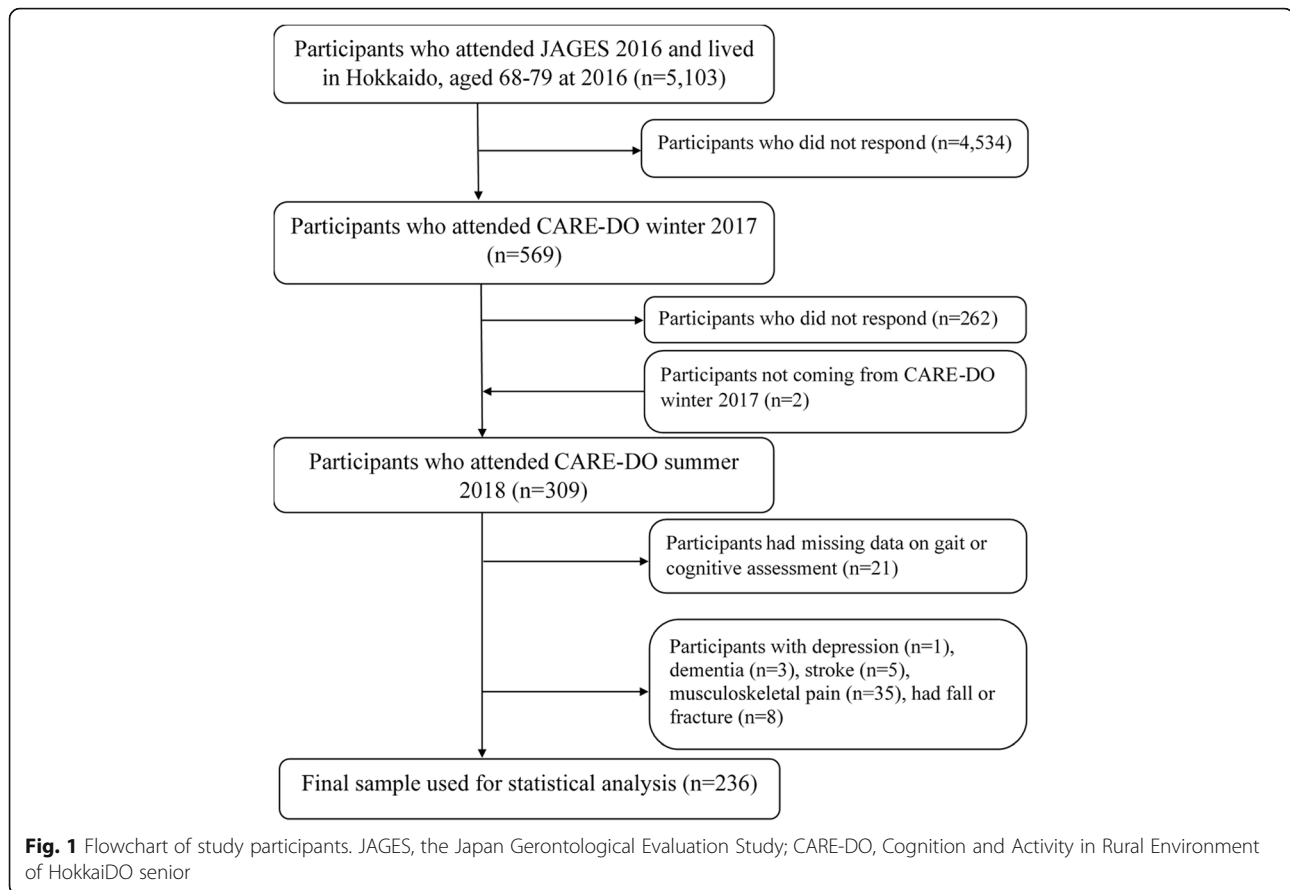 Participants who attended JAGES 2016 and lived
in Hokkaido, aged 68-79 at 2016 (n=5,103)
Participants who did not respond (n=4,534)
Participants who attended CARE-DO winter 2017
(n=569)
Participants who did not respond (n=262)
Participants not coming from CARE-DO
winter 2017 (n=2)
Participants who attended CARE-DO summer
2018 (n=309)
Participants had missing data on gait or
cognitive assessment (n=21)
Participants with depression (n=1),
dementia (n=3), stroke (n=5),
musculoskeletal pain (n=35), had fall or
fracture (n=8)
Final sample used for statistical analysis (n=236)
Fig. 1 Flowchart of study participants. JAGES, the Japan Gerontological Evaluation Study; CARE-DO, Cognition and Activity in Rural Environment
of HokkaiDO senior